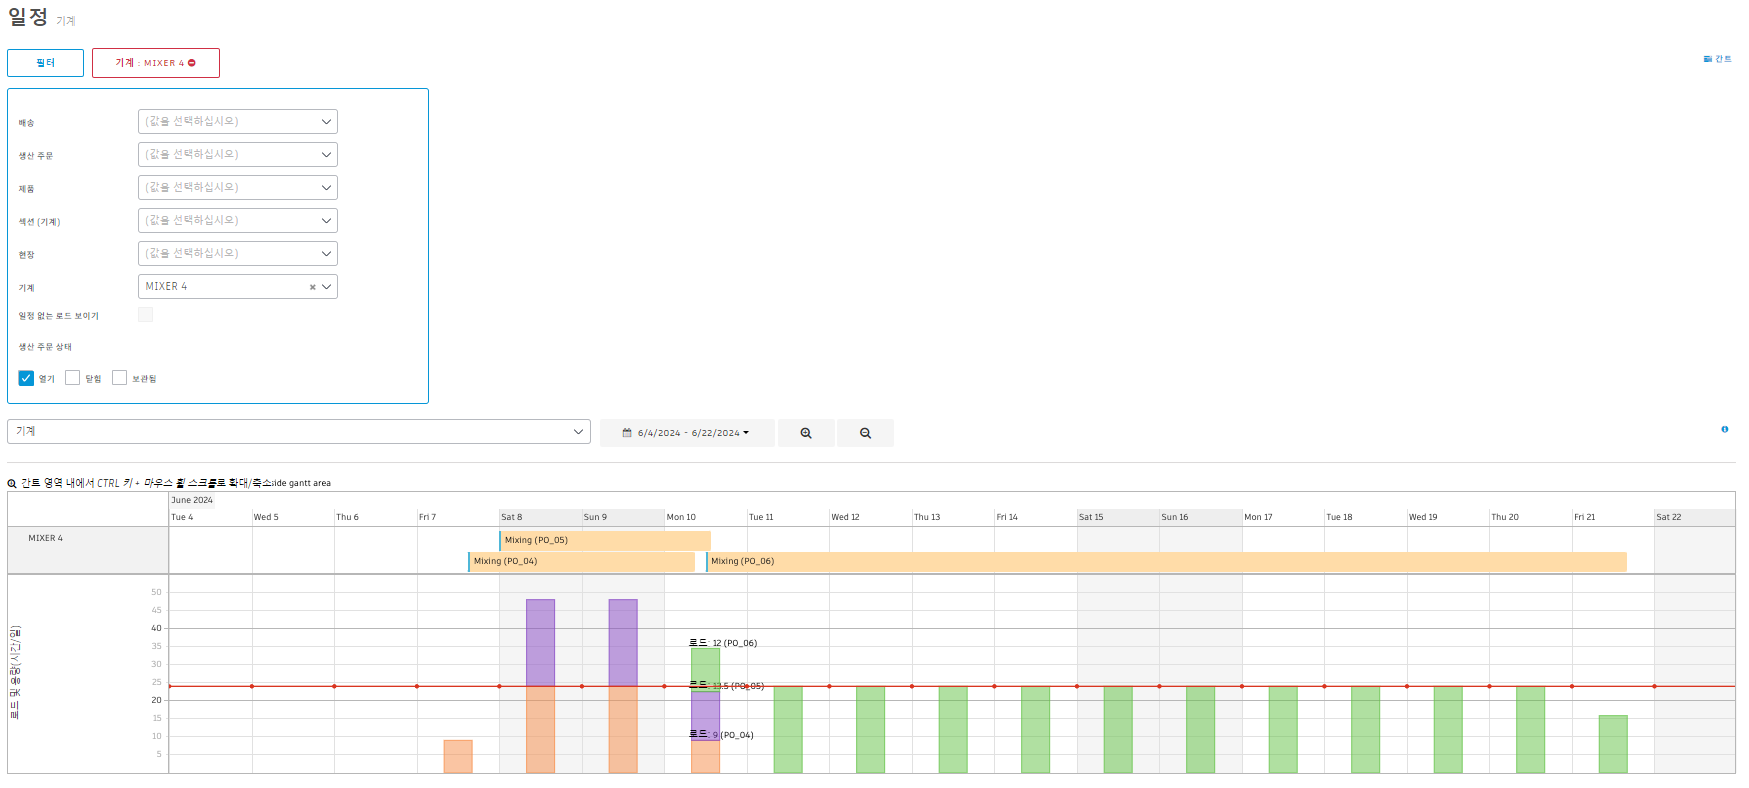 일정 기계
필터
기계 : MIXER 4
간트
배송 (값을 선택하십시오)
생산 주문 (값을 선택하십시오)
제품 (값을 선택하십시오)
섹션 (기계) (값을 선택하십시오)
현장 (값을 선택하십시오)
기계 MIXER 4
일정 없는 로드 보이기
생산 주문 상태
열기 닫힘 보관됨
기계 6/4/2024 - 6/22/2024
간트 영역 내에서 CTRL 키 + 마우스 휠 스크롤로 확대/축소side gantt area
June 2024
Tue 4 Wed 5 Thu 6 Fri 7 Sat 8 Sun 9 Mon 10 Tue 11 Wed 12 Thu 13 Fri 14 Sat 15 Sun 16 Mon 17 Tue 18 Wed 19 Thu 20 Fri 21 Sat 22
MIXER 4
Mixing (PO_05)
Mixing (PO_04) Mixing (PO_06)
로드 및 용량(시간/일)
50
45
40
35
30
25
20
15
10
5
로드: 12 (PO_06)
로드: 13.5 (PO_05)
로드: 9 (PO_04)